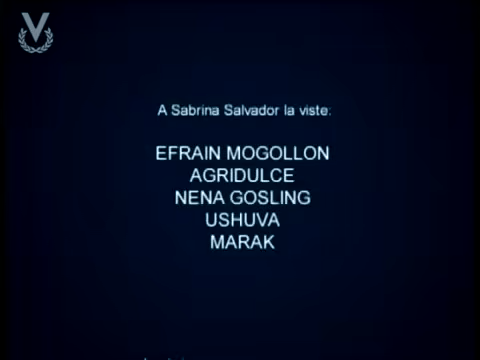 A Sabrina Salvador la viste:
EFRAIN MOGOLLON
AGRIDULCE
NENA GOSLING
USHUVA
MARAK